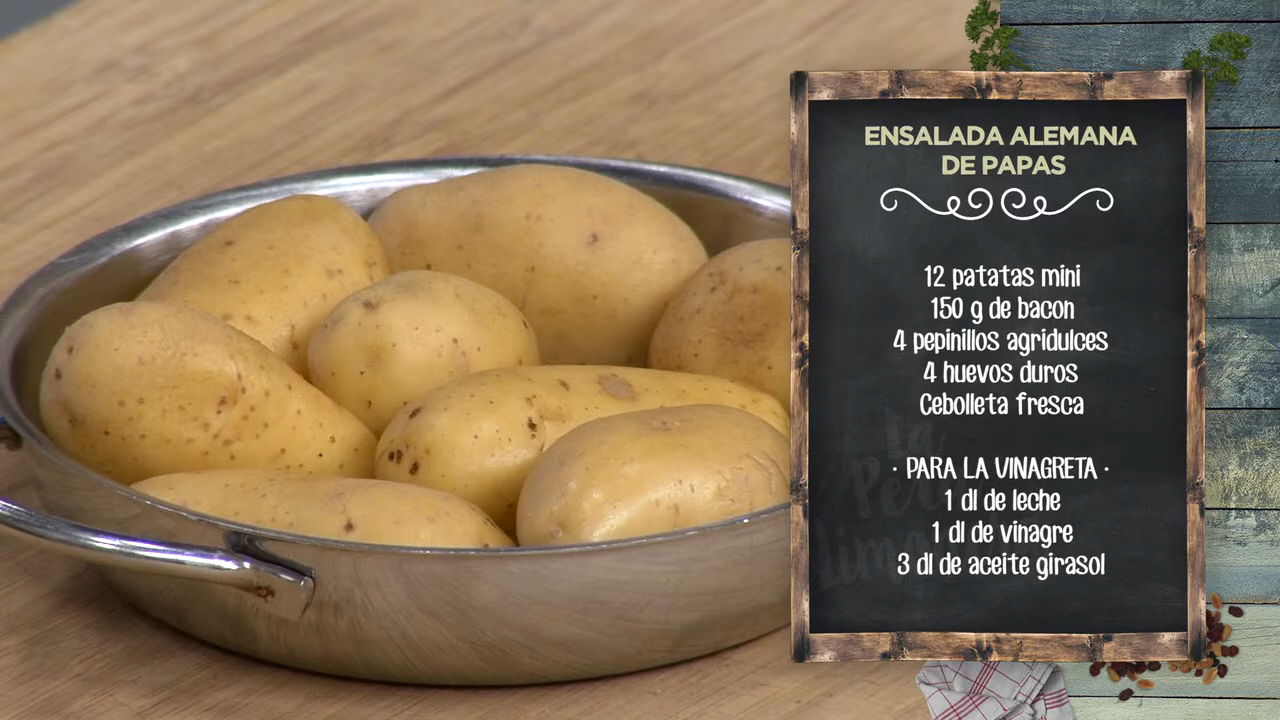 ENSALADA ALEMANA
DE PAPAS
12 patatas mini
150 g de bacon
4 pepinillos agridulces
4 huevos duros
Cebolleta fresca
· PARA LA VINAGRETA ·
1 dl de leche
1 dl de vinagre
3 dl de aceite girasol